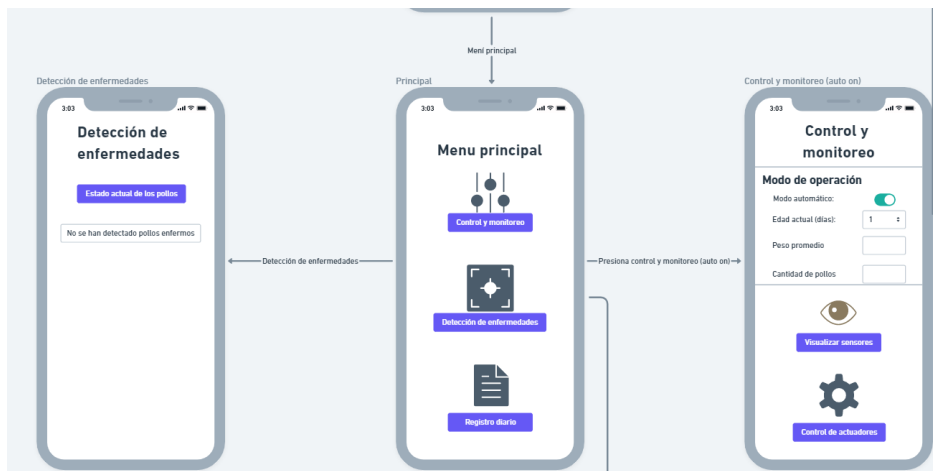 Mení principal
Detección de enfermedades
3:03
Detección de
enfermedades
Estado actual de los pollos
No se han detectado pollos enfermos
Detección de enfermedades
Principal
3:03
Menu principal
Control y monitoreo
Detección de enfermedades
Registro diario
Presiona control y monitoreo (auto on)
Control y monitoreo (auto on)
3:03
Control y
monitoreo
Modo de operación
Modo automático:
Edad actual (días):
1
Peso promedio
Cantidad de pollos
Visualizar sensores
Control de actuadores